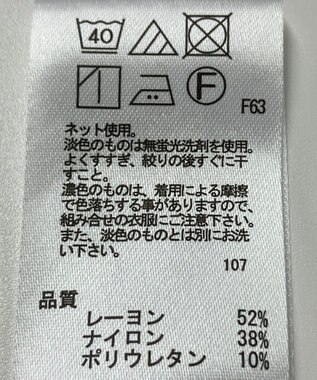 40
F
F63
ネット使用。
淡色のものは無蛍光洗剤を使用。
よくすすぎ、絞りの後すぐに干
すこと。
濃色のものは、着用による摩擦
で色落ちする事がありますので、
組み合せの衣服にご注意下さい。
また、淡色のものとは別にお洗
い下さい。
107
品質
レーヨン 52%
ナイロン 38%
ポリウレタン 10%